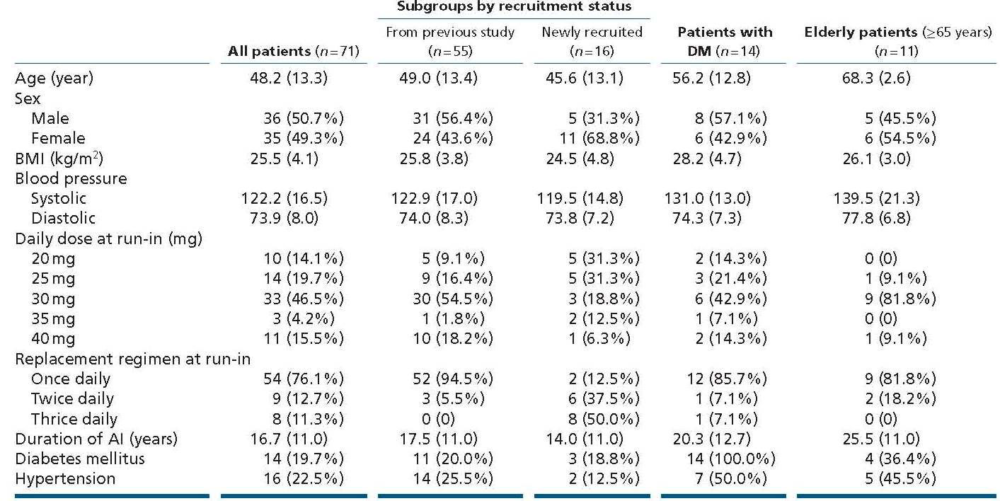 Subgroups by recruitment status
From previous study Newly recruited Patients with Elderly patients (≥65 years)
All patients (n=71) (n=55) (n=16) DM (n=14) (n=11)
Age (year) 48.2 (13.3) 49.0 (13.4) 45.6 (13.1) 56.2 (12.8) 68.3 (2.6)
Sex
Male 36 (50.7%) 31 (56.4%) 5 (31.3%) 8 (57.1%) 5 (45.5%)
Female 35 (49.3%) 24 (43.6%) 11 (68.8%) 6 (42.9%) 6 (54.5%)
BMI (kg/m²) 25.5 (4.1) 25.8 (3.8) 24.5 (4.8) 28.2 (4.7) 26.1 (3.0)
Blood pressure
Systolic 122.2 (16.5) 122.9 (17.0) 119.5 (14.8) 131.0 (13.0) 139.5 (21.3)
Diastolic 73.9 (8.0) 74.0 (8.3) 73.8 (7.2) 74.3 (7.3) 77.8 (6.8)
Daily dose at run-in (mg)
20 mg 10 (14.1%) 5 (9.1%) 5 (31.3%) 2 (14.3%) 0 (0)
25 mg 14 (19.7%) 9 (16.4%) 5 (31.3%) 3 (21.4%) 1 (9.1%)
30 mg 33 (46.5%) 30 (54.5%) 3 (18.8%) 6 (42.9%) 9 (81.8%)
35 mg 3 (4.2%) 1 (1.8%) 2 (12.5%) 1 (7.1%) 0 (0)
40 mg 11 (15.5%) 10 (18.2%) 1 (6.3%) 2 (14.3%) 1 (9.1%)
Replacement regimen at run-in
Once daily 54 (76.1%) 52 (94.5%) 2 (12.5%) 12 (85.7%) 9 (81.8%)
Twice daily 9 (12.7%) 3 (5.5%) 6 (37.5%) 1 (7.1%) 2 (18.2%)
Thrice daily 8 (11.3%) 0 (0) 8 (50.0%) 1 (7.1%) 0 (0)
Duration of AI (years) 16.7 (11.0) 17.5 (11.0) 14.0 (11.0) 20.3 (12.7) 25.5 (11.0)
Diabetes mellitus 14 (19.7%) 11 (20.0%) 3 (18.8%) 14 (100.0%) 4 (36.4%)
Hypertension 16 (22.5%) 14 (25.5%) 2 (12.5%) 7 (50.0%) 5 (45.5%)